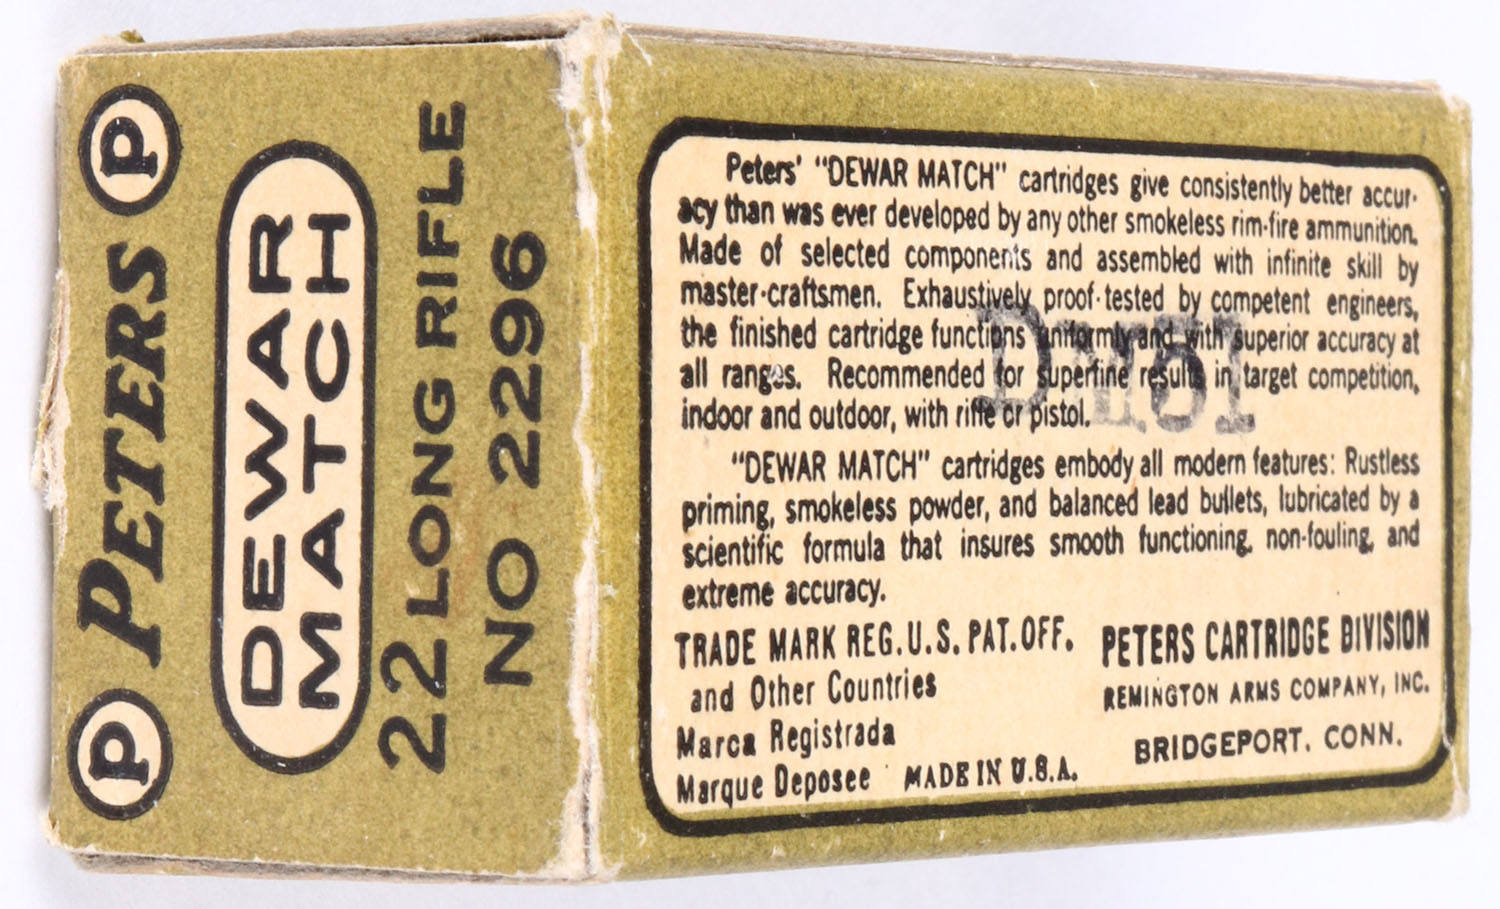 P PETERS P
DEWAR
MATCH
22 LONG RIFLE
NO 2296
Peters' "DEWAR MATCH" cartridges give consistently better accur-
acy than was ever developed by any other smokeless rim-fire ammunition.
Made of selected components and assembled with infinite skill by
master-craftsmen. Exhaustively proof-tested by competent engineers,
the finished cartridge functions uniformly and with superior accuracy at
all ranges. Recommended for superfine results in target competition,
indoor and outdoor, with rifle or pistol.
"DEWAR MATCH" cartridges embody all modern features: Rustless
priming, smokeless powder, and balanced lead bullets, lubricated by a
scientific formula that insures smooth functioning, non-fouling, and
extreme accuracy.
TRADE MARK REG. U.S. PAT. OFF.
and Other Countries
Marca Registrada
Marque Deposee MADE IN U.S.A.
PETERS CARTRIDGE DIVISION
REMINGTON ARMS COMPANY, INC.
BRIDGEPORT, CONN.